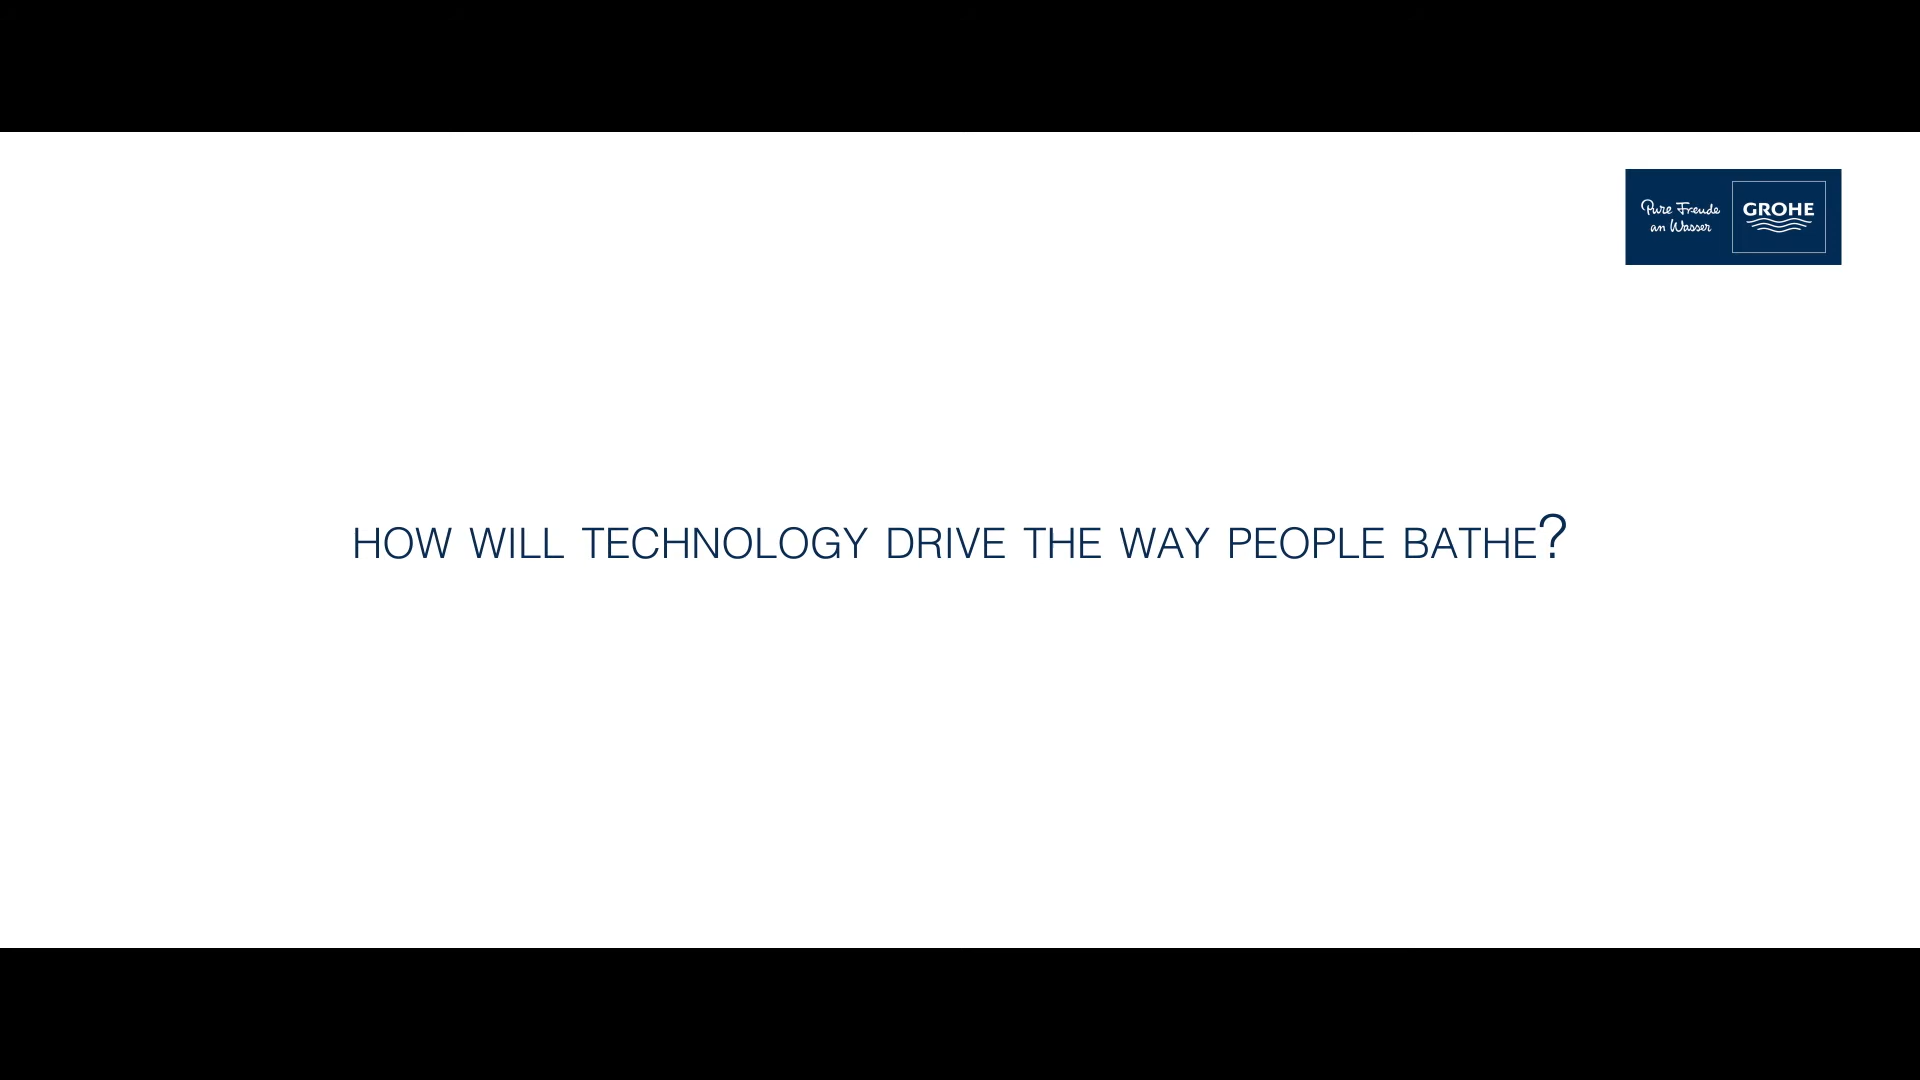 Pure Freude
an Wasser
GROHE
HOW WILL TECHNOLOGY DRIVE THE WAY PEOPLE BATHE?